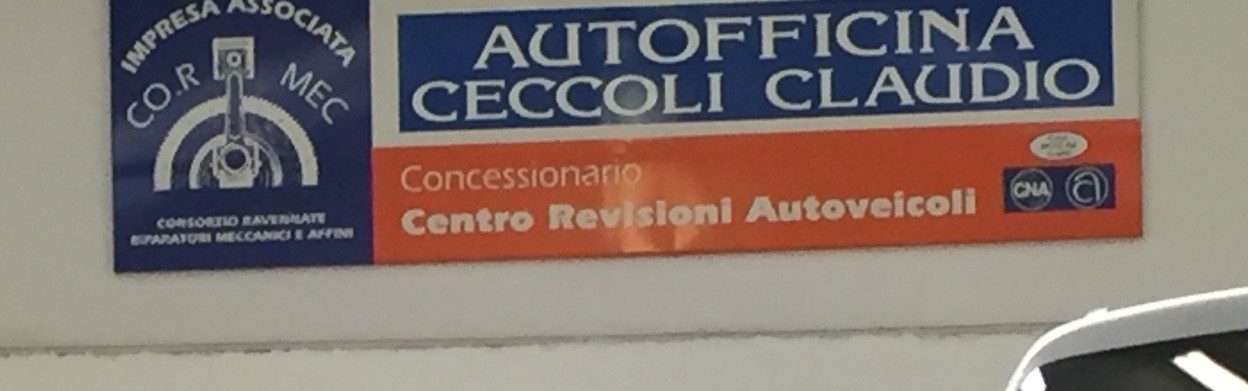 IMPRESA ASSOCIATA
CO.R MEC
CONSORZIO RAVENNATE
RIPARATORI MECCANICI E AFFINI
AUTOFFICINA
CECCOLI CLAUDIO
Concessionario
Centro Revisioni Autoveicoli
CNA